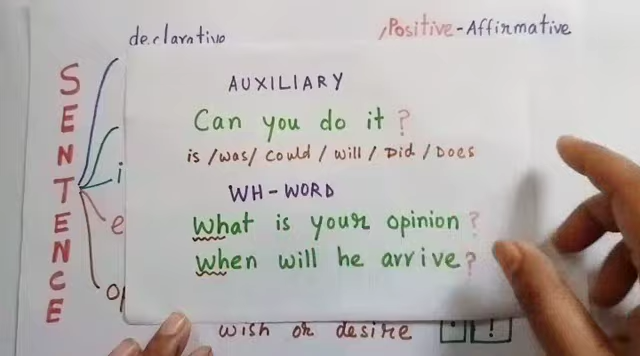 declarative
Positive-Affirmative
SENTENCE
AUXILIARY
Can you do it ?
is /was/ Could / will / Did / Does
WH-WORD
What is your opinion ?
When will he arrive?
wish or desire . !